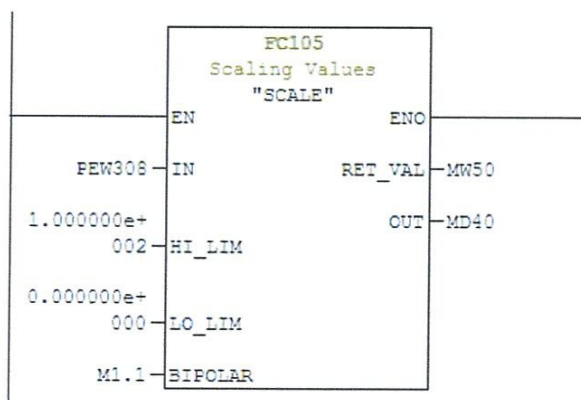 FC105
Scaling Values
"SCALE"
EN ENO
PEW308 IN RET_VAL MW50
1.000000e+ OUT MD40
002 HI_LIM
0.000000e+
000 LO_LIM
M1.1 BIPOLAR